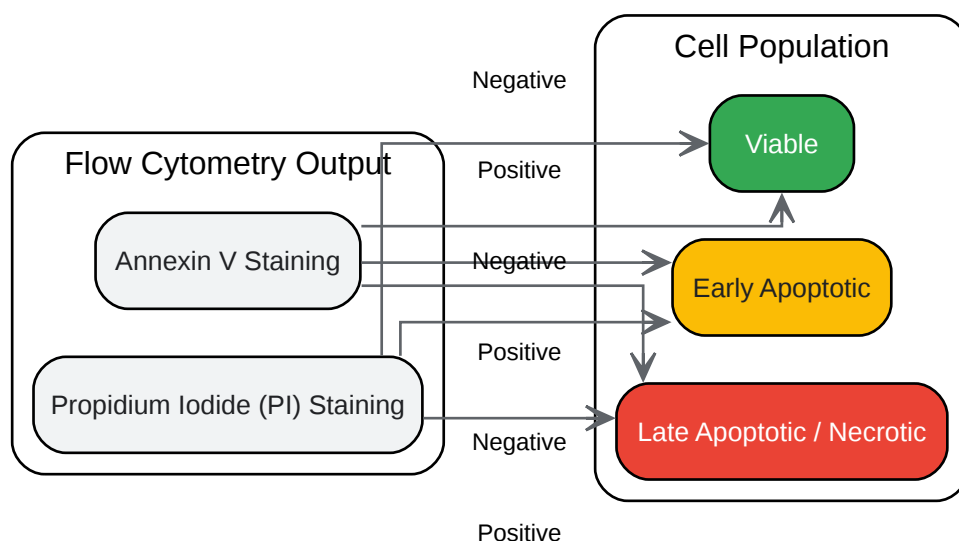 Cell Population
Negative
Viable
Flow Cytometry Output
Positive
Annexin V Staining
Negative
Early Apoptotic
Positive
Propidium Iodide (PI) Staining
Late Apoptotic / Necrotic
Negative
Positive